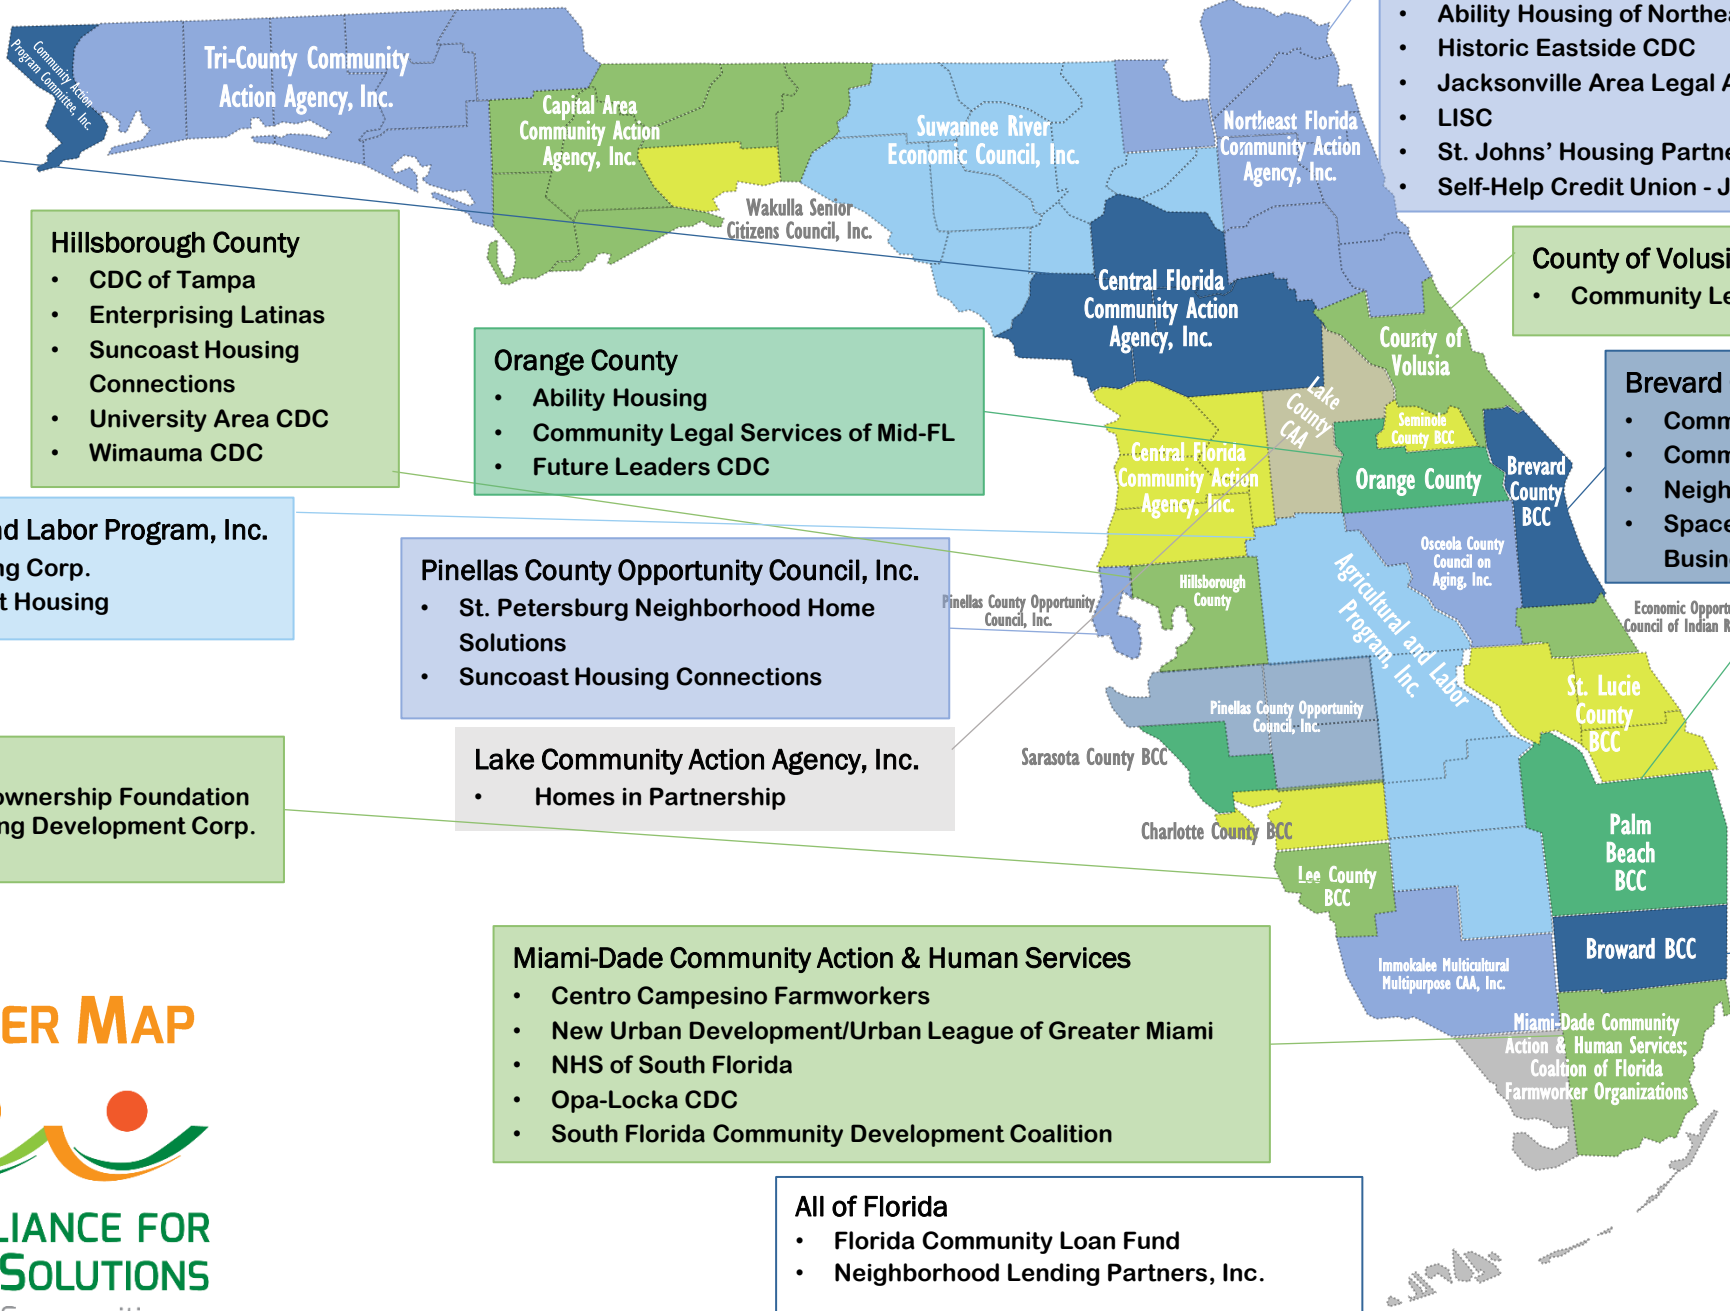 Community Action
Program Committee, Inc.
Tri-County Community
Action Agency, Inc.
Capital Area
Community Action
Agency, Inc.
Wakulla Senior
Citizens Council, Inc.
Suwannee River
Economic Council, Inc.
Northeast Florida
Community Action
Agency, Inc.
• Ability Housing of Northe
• Historic Eastside CDC
• Jacksonville Area Legal A
• LISC
• St. Johns’ Housing Partne
• Self-Help Credit Union - J
Hillsborough County
• CDC of Tampa
• Enterprising Latinas
• Suncoast Housing
Connections
• University Area CDC
• Wimauma CDC
Orange County
• Ability Housing
• Community Legal Services of Mid-FL
• Future Leaders CDC
Central Florida
Community Action
Agency, Inc.
County of Volusi
• Community Le
County of
Volusia
Lake
County
CAA
Seminole
County BCC
Orange County
Brevard
County
BCC
Brevard
• Comm
• Comm
• Neigh
• Space
Busin
Central Florida
Community Action
Agency, Inc.
nd Labor Program, Inc.
ng Corp.
t Housing
Pinellas County Opportunity Council, Inc.
• St. Petersburg Neighborhood Home
Solutions
• Suncoast Housing Connections
Pinellas County Opportunity
Council, Inc.
Hillsborough
County
Osceola County
Council on
Aging, Inc.
Agricultural and Labor
Program, Inc.
Economic Opportu
Council of Indian R
St. Lucie
County
BCC
Pinellas County Opportunity
Council, Inc.
Lake Community Action Agency, Inc.
• Homes in Partnership
Sarasota County BCC
Charlotte County BCC
ownership Foundation
ng Development Corp.
Lee County
BCC
Palm
Beach
BCC
Broward BCC
Immokalee Multicultural
Multipurpose CAA, Inc.
Miami-Dade Community Action & Human Services
• Centro Campesino Farmworkers
• New Urban Development/Urban League of Greater Miami
• NHS of South Florida
• Opa-Locka CDC
• South Florida Community Development Coalition
Miami-Dade Community
Action & Human Services;
Coaltion of Florida
Farmworker Organizations
ER MAP
LIANCE FOR
SOLUTIONS
All of Florida
• Florida Community Loan Fund
• Neighborhood Lending Partners, Inc.